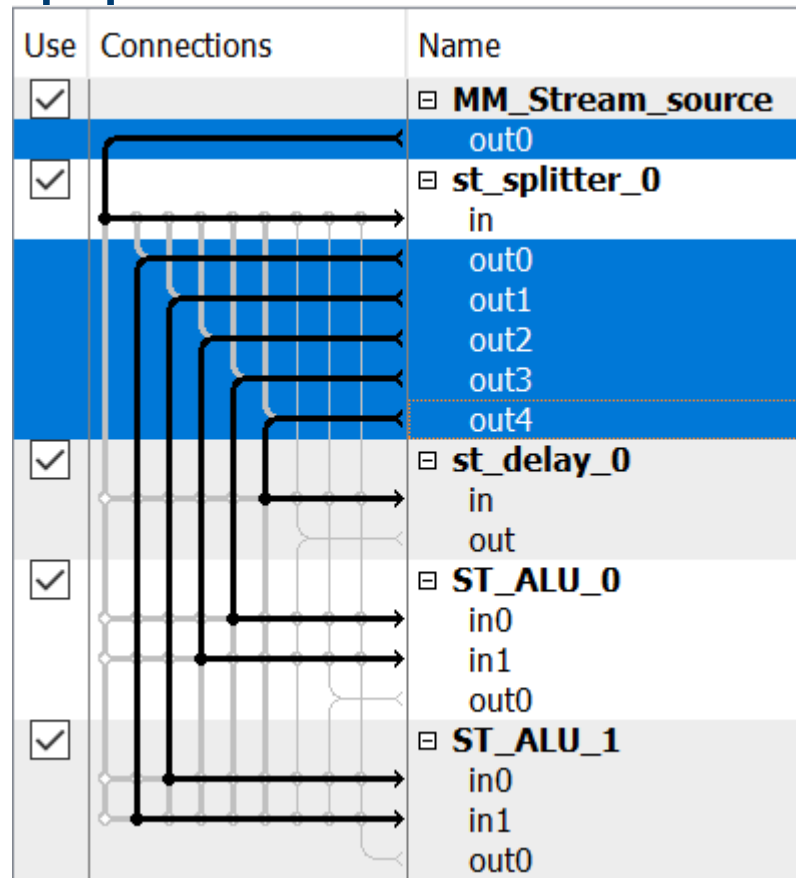 Use Connections Name
MM_Stream_source
out0
st_splitter_0
in
out0
out1
out2
out3
out4
st_delay_0
in
out
ST_ALU_0
in0
in1
out0
ST_ALU_1
in0
in1
out0